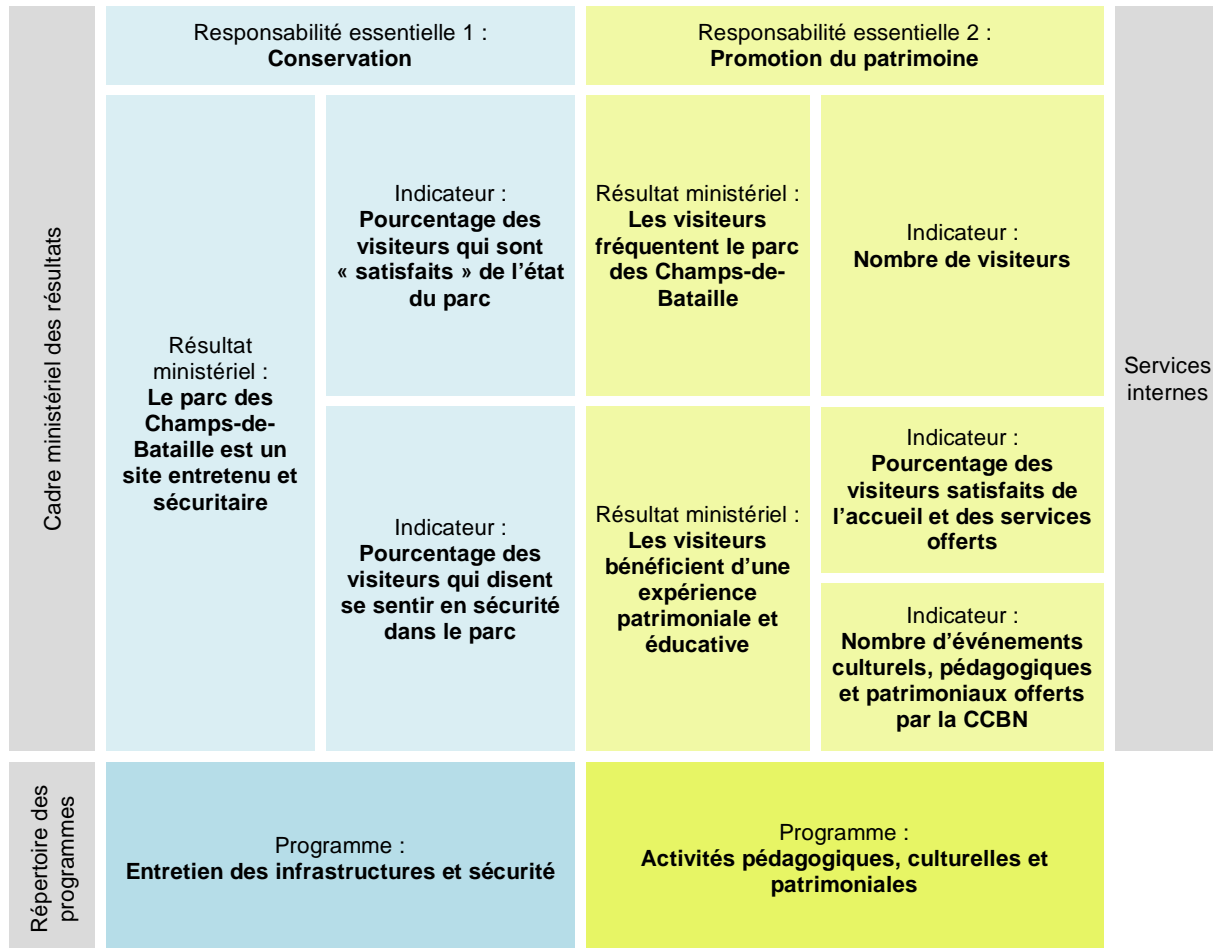 Cadre ministériel des résultats
Responsabilité essentielle 1 :
Conservation
Résultat
ministériel :
Le parc des
Champs-de-
Bataille est un
site entretenu et
sécuritaire
Indicateur :
Pourcentage des
visiteurs qui sont
« satisfaits » de l’état
du parc
Indicateur :
Pourcentage des
visiteurs qui disent
se sentir en sécurité
dans le parc
Responsabilité essentielle 2 :
Promotion du patrimoine
Résultat ministériel :
Les visiteurs
fréquentent le parc
des Champs-de-
Bataille
Indicateur :
Nombre de visiteurs
Résultat ministériel :
Les visiteurs
bénéficient d’une
expérience
patrimoniale et
éducative
Indicateur :
Pourcentage des
visiteurs satisfaits de
l’accueil et des services
offerts
Indicateur :
Nombre d’événements
culturels, pédagogiques
et patrimoniaux offerts
par la CCBN
Services
internes
Répertoire des
programmes
Programme :
Entretien des infrastructures et sécurité
Programme :
Activités pédagogiques, culturelles et
patrimoniales